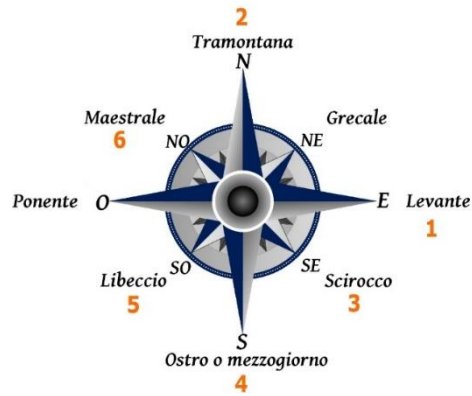 2
Tramontana
N
Maestrale
6
NO
NE
Grecale
Ponente
O
E
Levante
1
SO
SE
Libeccio
5
Scirocco
3
S
Ostro o mezzogiorno
4